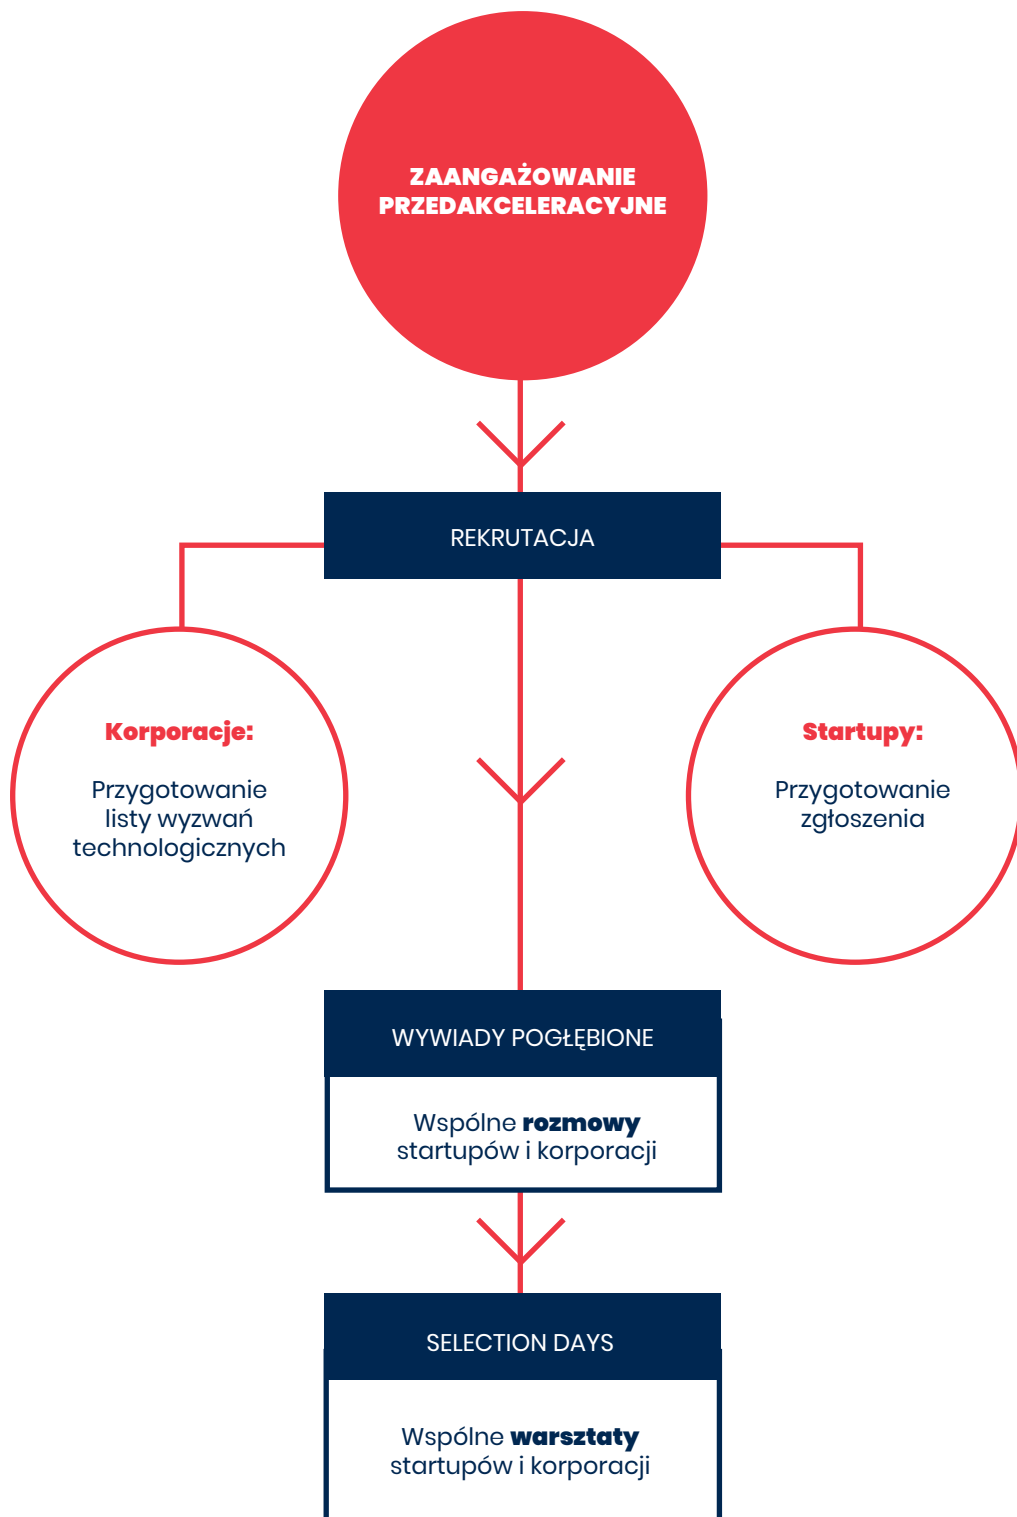 ZAANGAŻOWANIE
PRZEDAKCELERACYJNE
REKRUTACJA
Korporacje:
Przygotowanie
listy wyzwań
technologicznych
Startupy:
Przygotowanie
zgłoszenia
WYWIADY POGŁĘBIONE
Wspólne rozmowy
startupów i korporacji
SELECTION DAYS
Wspólne warsztaty
startupów i korporacji